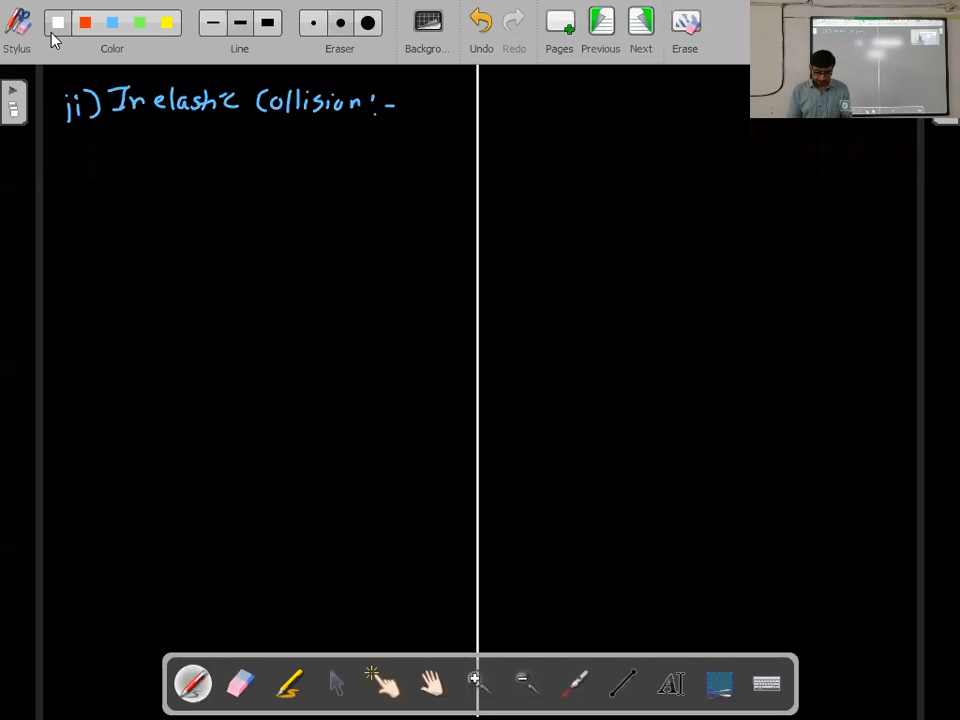 Stylus
Color
Line
Eraser
Backgro...
Undo
Redo
Pages
Previous
Next
Erase
ii) Inelastic Collision :-